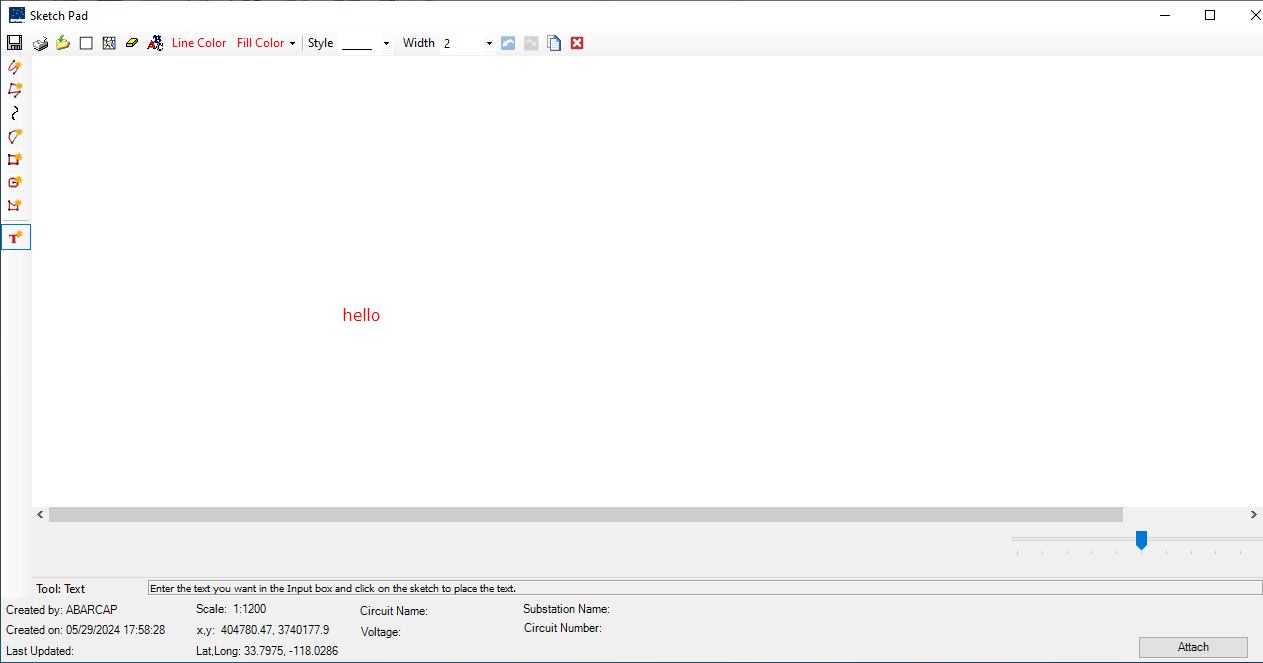 Sketch Pad
Line Color Fill Color Style Width 2
hello
Tool: Text Enter the text you want in the Input box and click on the sketch to place the text.
Created by: ABARCAP Scale: 1:1200 Circuit Name: Substation Name:
Created on: 05/29/2024 17:58:28 x,y: 404780.47, 3740177.9 Voltage: Circuit Number:
Last Updated: Lat,Long: 33.7975, -118.0286 Attach